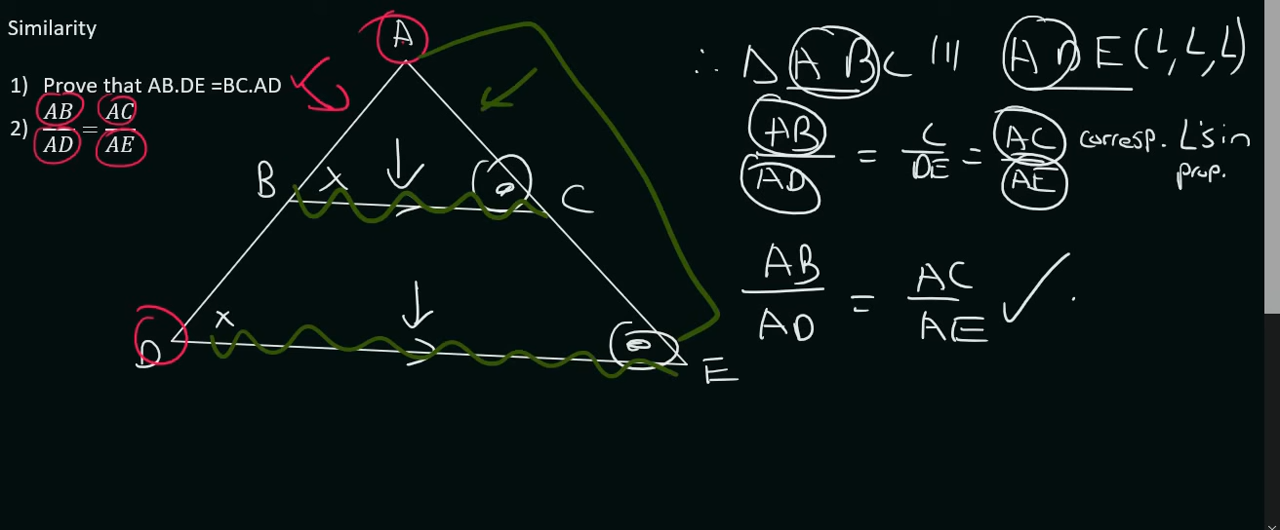 Similarity
1) Prove that AB.DE =BC.AD
2) AB/AD = AC/AE
A
B
x
C
D
x
E
∴ Δ ABC ||| ADE (L, L, L)
AB/AD = C/DE = AC/AE corresp. L's in prop.
AB/AD = AC/AE ✓